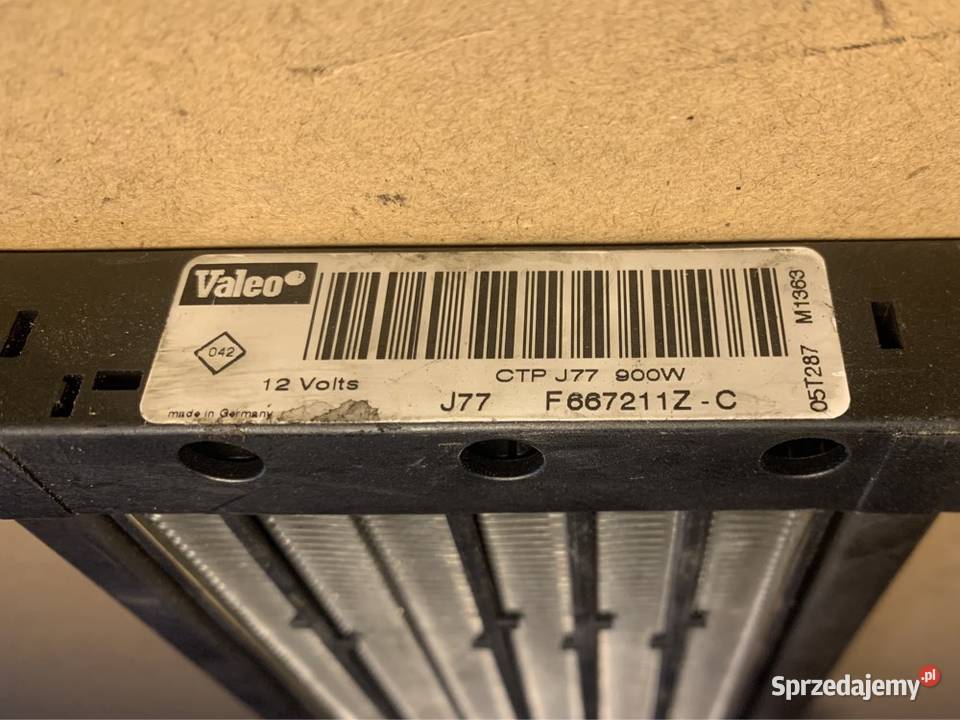 Valeo
042
12 Volts
made in Germany
CTP J77 900W
J77 F667211Z-C
05T287 M1363
Sprzedajemy.pl